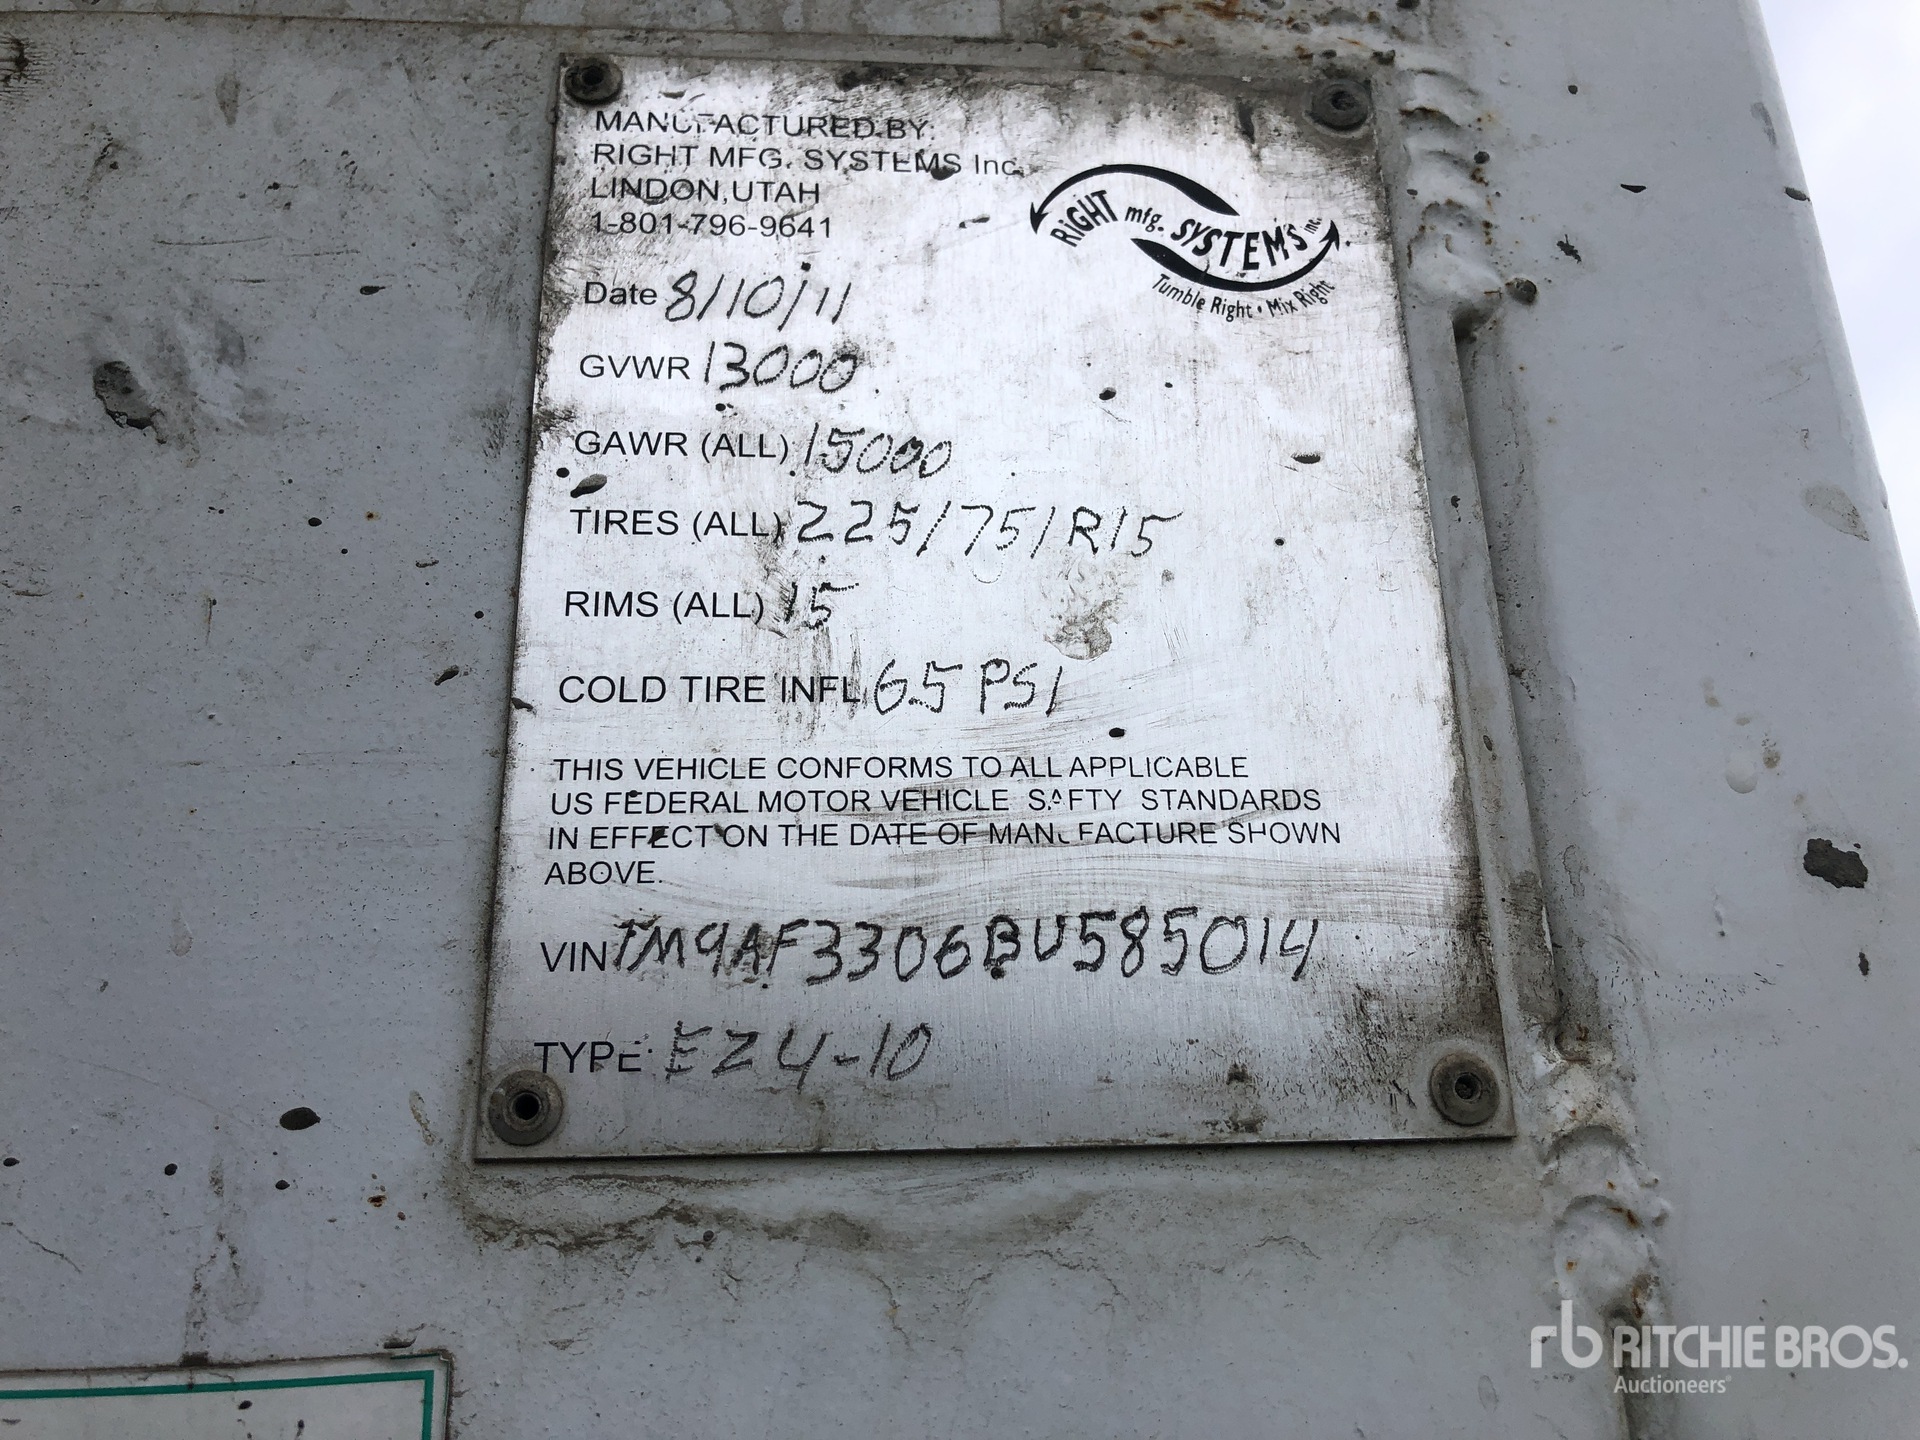 MANUFACTURED BY:
RIGHT MFG. SYSTEMS Inc.
LINDON, UTAH
1-801-796-9641
RIGHT mfg. SYSTEMS inc.
Tumble Right • Mix Right
Date 8/10/11
GVWR 13000
GAWR (ALL) 15000
TIRES (ALL) 225/75/R15
RIMS (ALL) 15
COLD TIRE INFL 65 PSI
THIS VEHICLE CONFORMS TO ALL APPLICABLE
US FEDERAL MOTOR VEHICLE SAFTY STANDARDS
IN EFFECT ON THE DATE OF MANUFACTURE SHOWN
ABOVE.
VIN 1M9AF3306BU585014
TYPE: EZ4-10
rb RITCHIE BROS.
Auctioneers